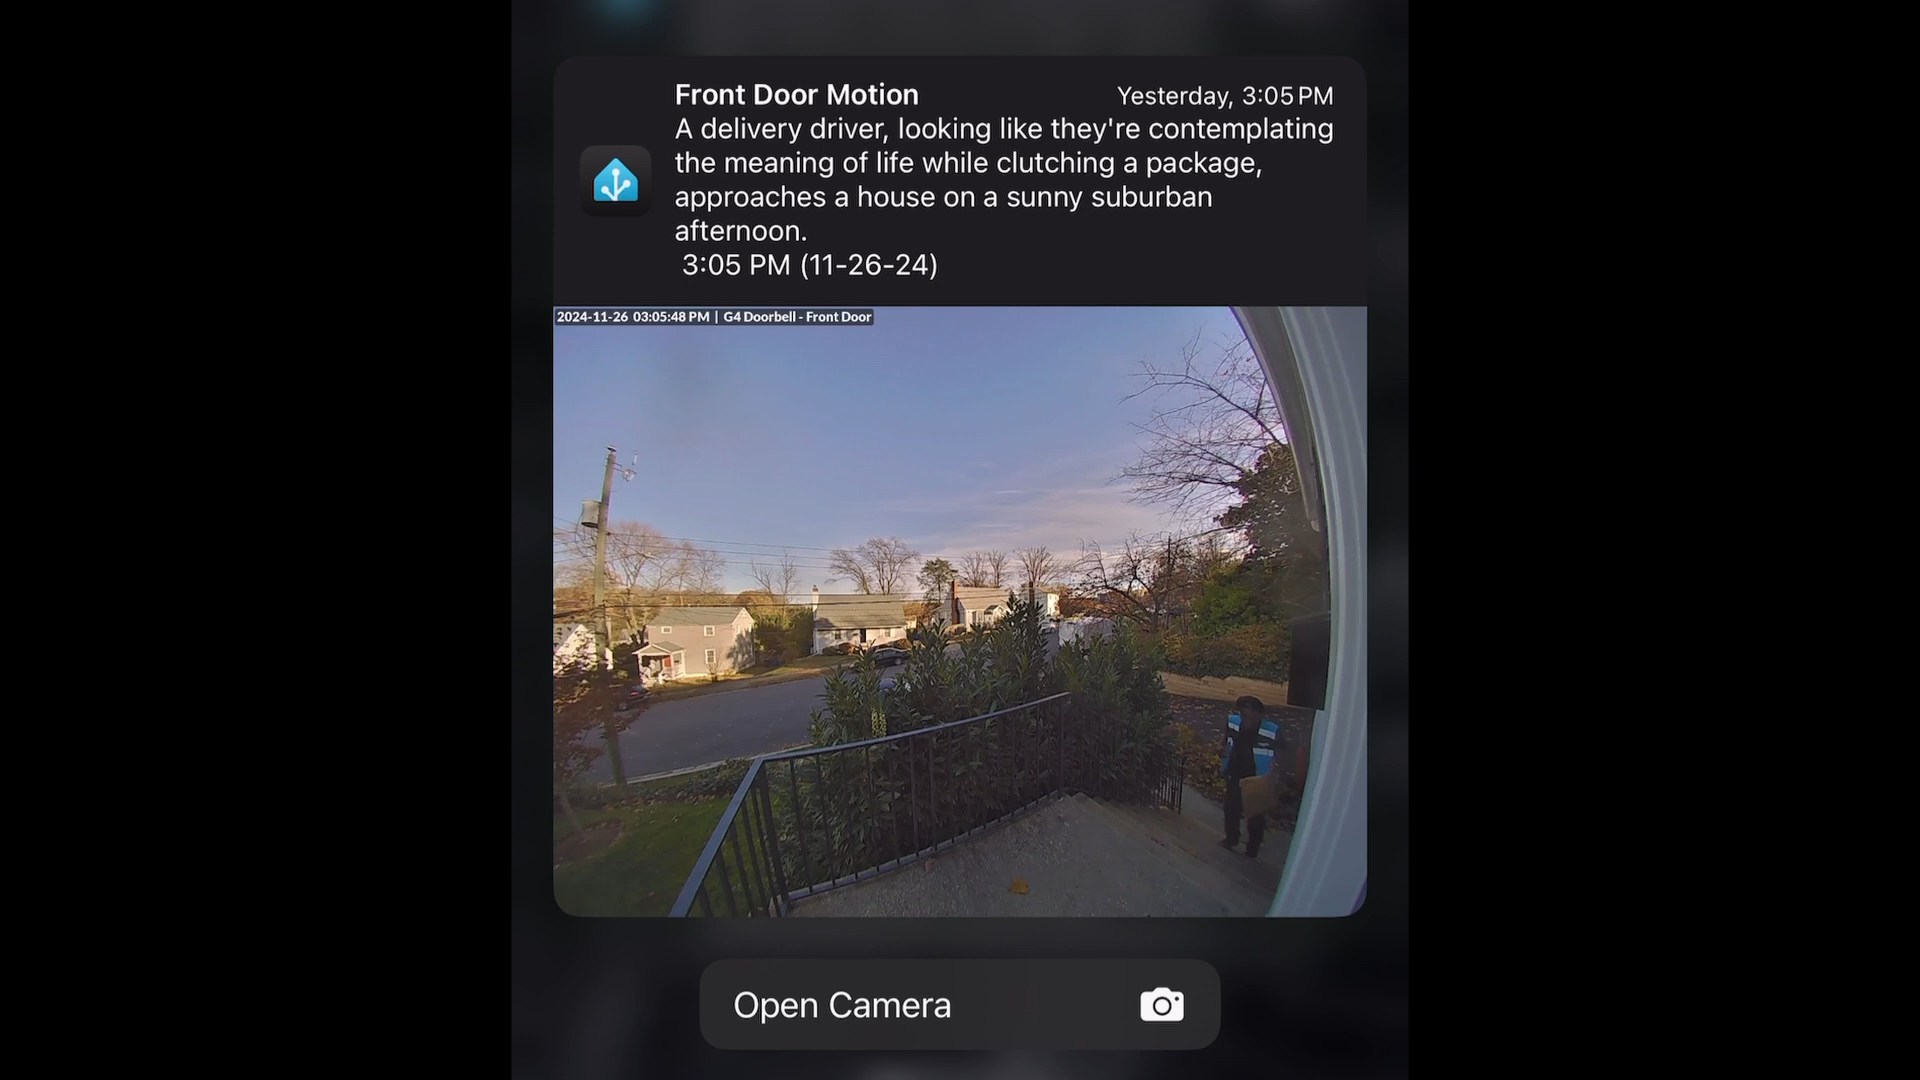 Front Door Motion
Yesterday, 3:05 PM
A delivery driver, looking like they're contemplating
the meaning of life while clutching a package,
approaches a house on a sunny suburban
afternoon.
3:05 PM (11-26-24)
2024-11-26 03:05:48 PM | G4 Doorbell - Front Door
Open Camera